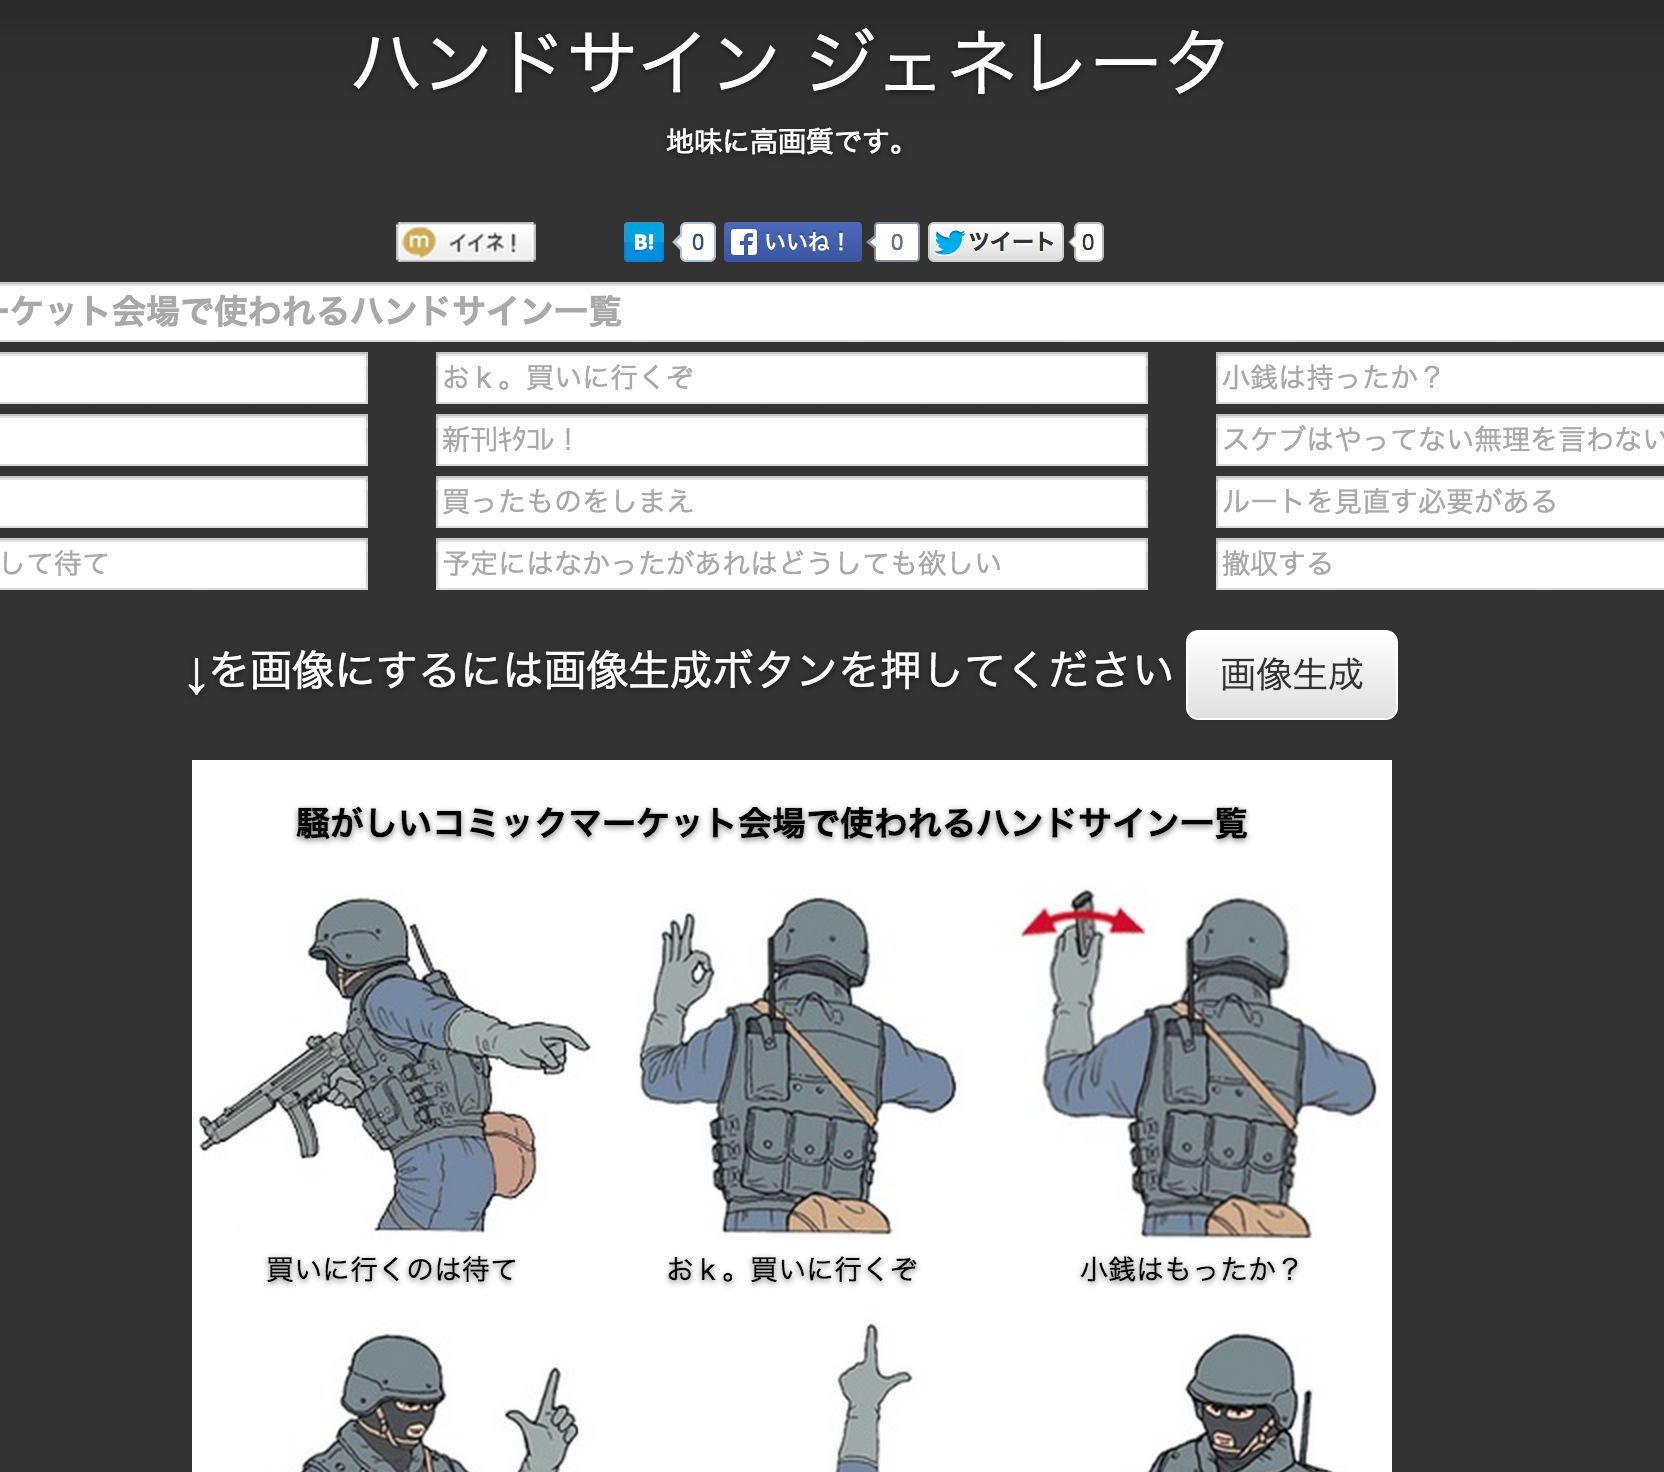 ハンドサイン ジェネレータ
地味に高画質です。
m イイネ！ B! 0 f いいね！ 0 ツイート 0
ーケット会場で使われるハンドサイン一覧
おｋ。買いに行くぞ 小銭は持ったか？
新刊ｷﾀｺﾚ！ スケブはやってない無理を言わない
買ったものをしまえ ルートを見直す必要がある
して待て 予定にはなかったがあれはどうしても欲しい 撤収する
↓を画像にするには画像生成ボタンを押してください 画像生成
騒がしいコミックマーケット会場で使われるハンドサイン一覧
買いに行くのは待て おｋ。買いに行くぞ 小銭はもったか？